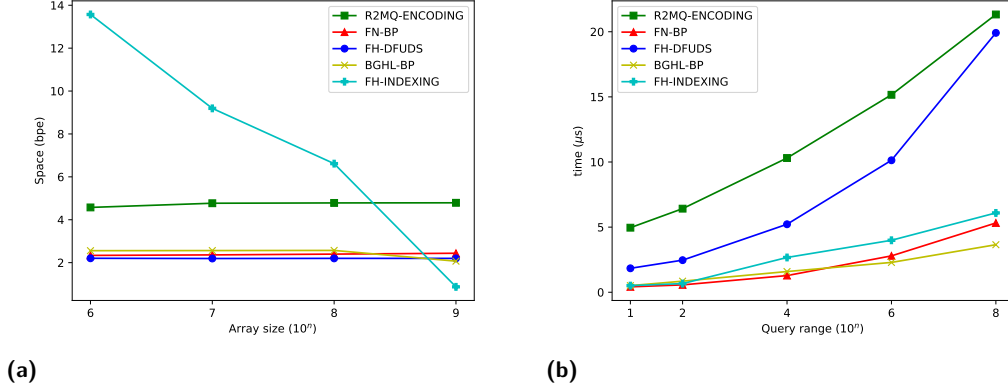 14
12
10
8
6
4
2
Space (bpe)
R2MQ-ENCODING
FN-BP
FH-DFUDS
BGHL-BP
FH-INDEXING
6 7 8 9
Array size (10ⁿ)
(a)
20
15
10
5
0
time (μs)
R2MQ-ENCODING
FN-BP
FH-DFUDS
BGHL-BP
FH-INDEXING
1 2 4 6 8
Query range (10ⁿ)
(b)